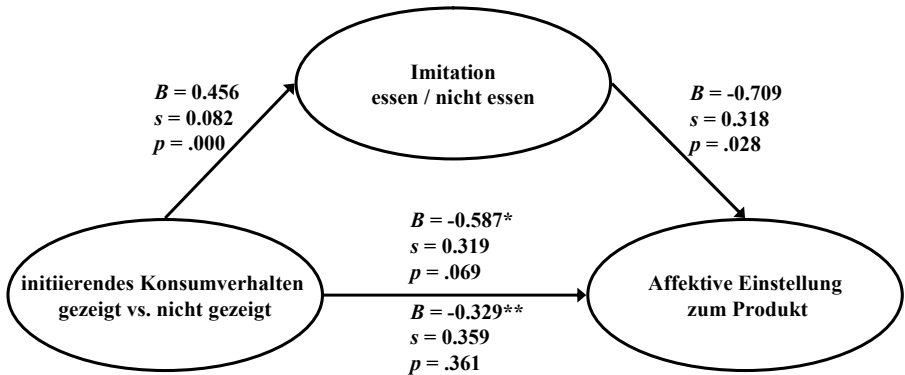 Imitation
essen / nicht essen
B = 0.456
s = 0.082
p = .000
B = -0.709
s = 0.318
p = .028
B = -0.587*
s = 0.319
p = .069
initiierendes Konsumverhalten
gezeigt vs. nicht gezeigt
Affektive Einstellung
zum Produkt
B = -0.329**
s = 0.359
p = .361